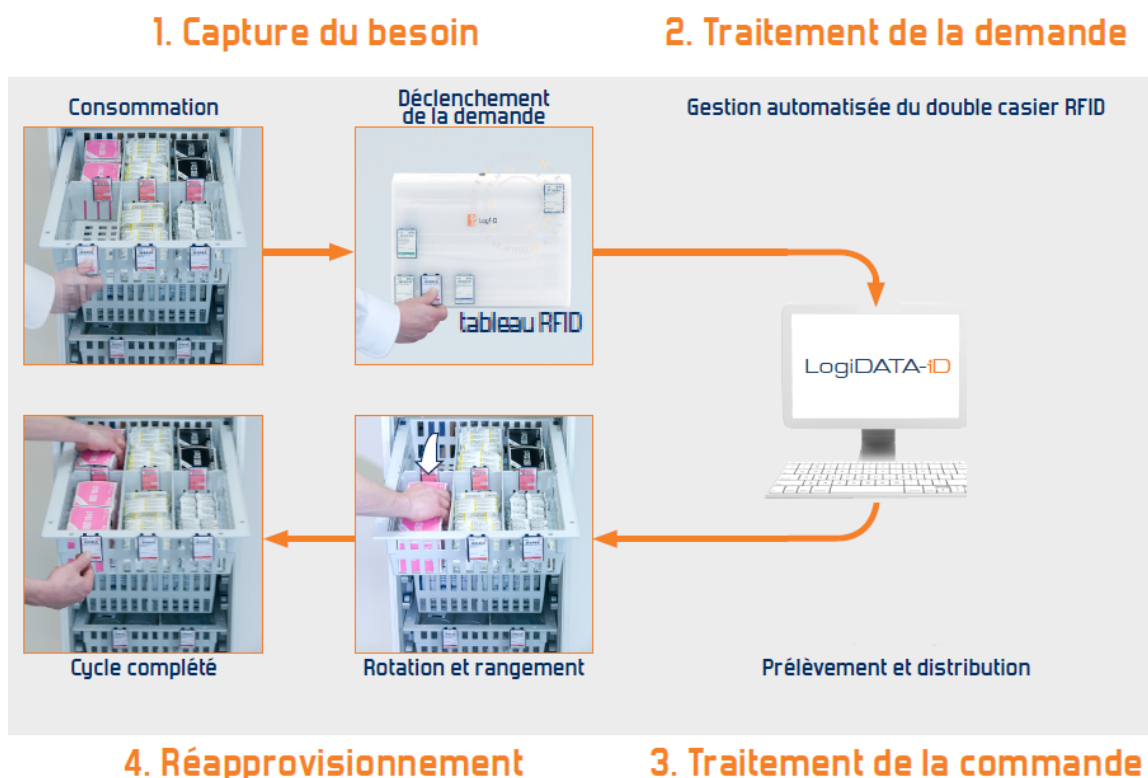 1. Capture du besoin
2. Traitement de la demande
Consommation
Déclenchement
de la demande
Gestion automatisée du double casier RFID
tableau RFID
LogiDATA-iD
Cycle complété
Rotation et rangement
Prélèvement et distribution
4. Réapprovisionnement
3. Traitement de la commande